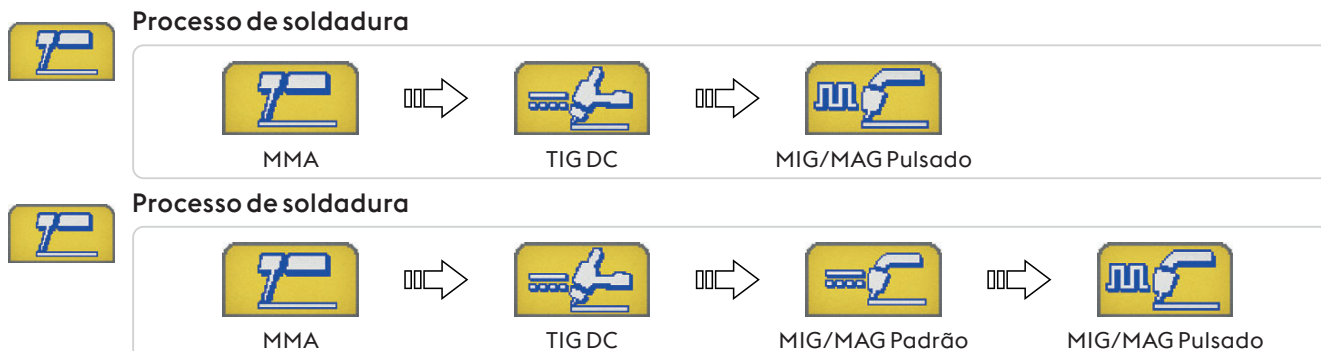 Processo de soldadura
MMA
TIG DC
MIG/MAG Pulsado
Processo de soldadura
MMA
TIG DC
MIG/MAG Padrão
MIG/MAG Pulsado